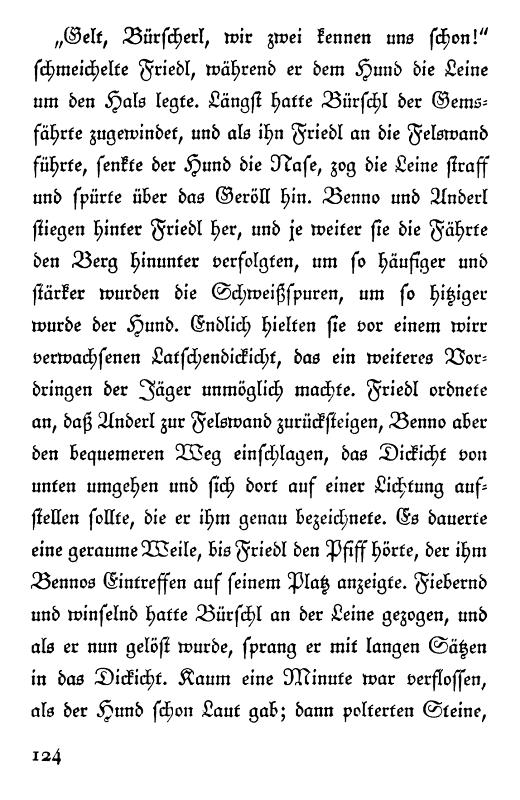 „Gelt, Bürscherl, wir zwei kennen uns schon!“
schmeichelte Friedl, während er dem Hund die Leine
um den Hals legte. Längst hatte Bürschl der Gems-
fährte zugewindet, und als ihn Friedl an die Felswand
führte, senkte der Hund die Nase, zog die Leine straff
und spürte über das Geröll hin. Benno und Anderl
stiegen hinter Friedl her, und je weiter sie die Fährte
den Berg hinunter verfolgten, um so häufiger und
stärker wurden die Schweißspuren, um so hitziger
wurde der Hund. Endlich hielten sie vor einem wirr
verwachsenen Latschendickicht, das ein weiteres Vor-
dringen der Jäger unmöglich machte. Friedl ordnete
an, daß Anderl zur Felswand zurücksteigen, Benno aber
den bequemeren Weg einschlagen, das Dickicht von
unten umgehen und sich dort auf einer Lichtung auf-
stellen sollte, die er ihm genau bezeichnete. Es dauerte
eine geraume Weile, bis Friedl den Pfiff hörte, der ihm
Bennos Eintreffen auf seinem Platz anzeigte. Fiebernd
und winselnd hatte Bürschl an der Leine gezogen, und
als er nun gelöst wurde, sprang er mit langen Sätzen
in das Dickicht. Kaum eine Minute war verflossen,
als der Hund schon Laut gab; dann polterten Steine,
124